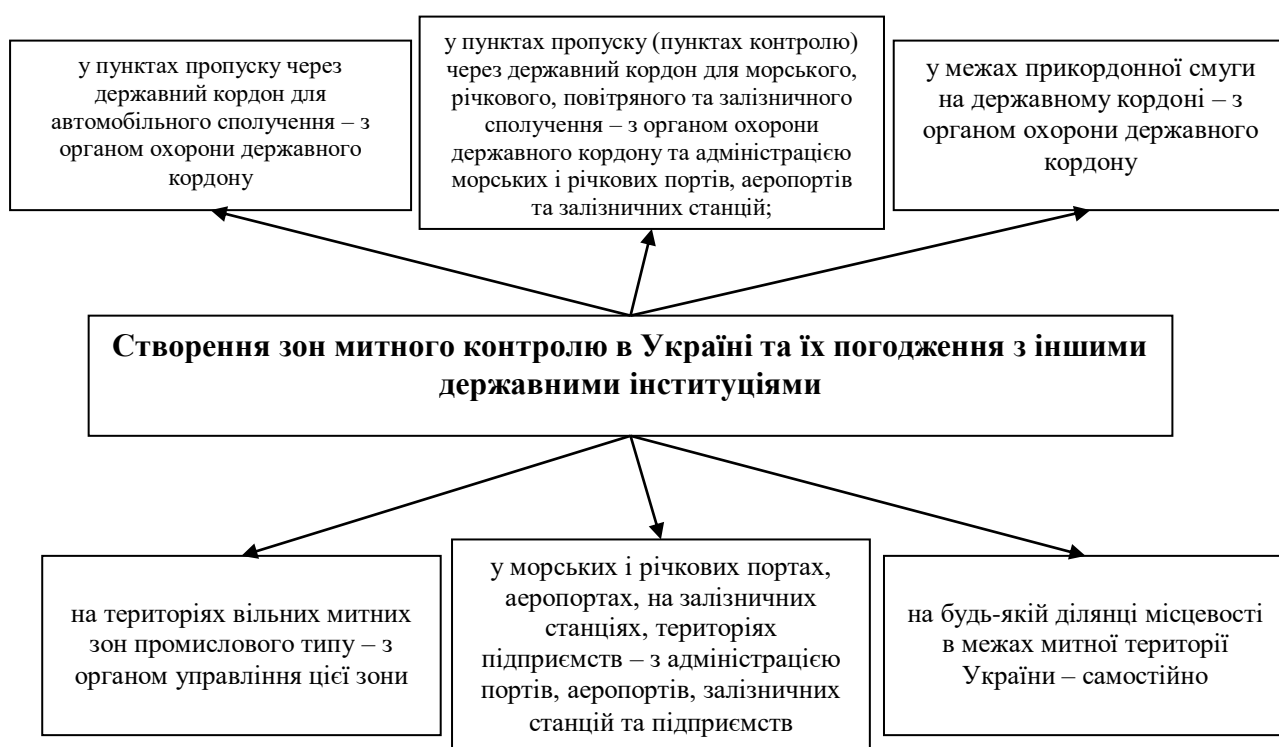 у пунктах пропуску через
державний кордон для
автомобільного сполучення – з
органом охорони державного
кордону
у пунктах пропуску (пунктах контролю)
через державний кордон для морського,
річкового, повітряного та залізничного
сполучення – з органом охорони
державного кордону та адміністрацією
морських і річкових портів, аеропортів
та залізничних станцій;
у межах прикордонної смуги
на державному кордоні – з
органом охорони державного
кордону
Створення зон митного контролю в Україні та їх погодження з іншими
державними інституціями
на територіях вільних митних
зон промислового типу – з
органом управління цієї зони
у морських і річкових портах,
аеропортах, на залізничних
станціях, територіях
підприємств – з адміністрацією
портів, аеропортів, залізничних
станцій та підприємств
на будь-якій ділянці місцевості
в межах митної території
України – самостійно